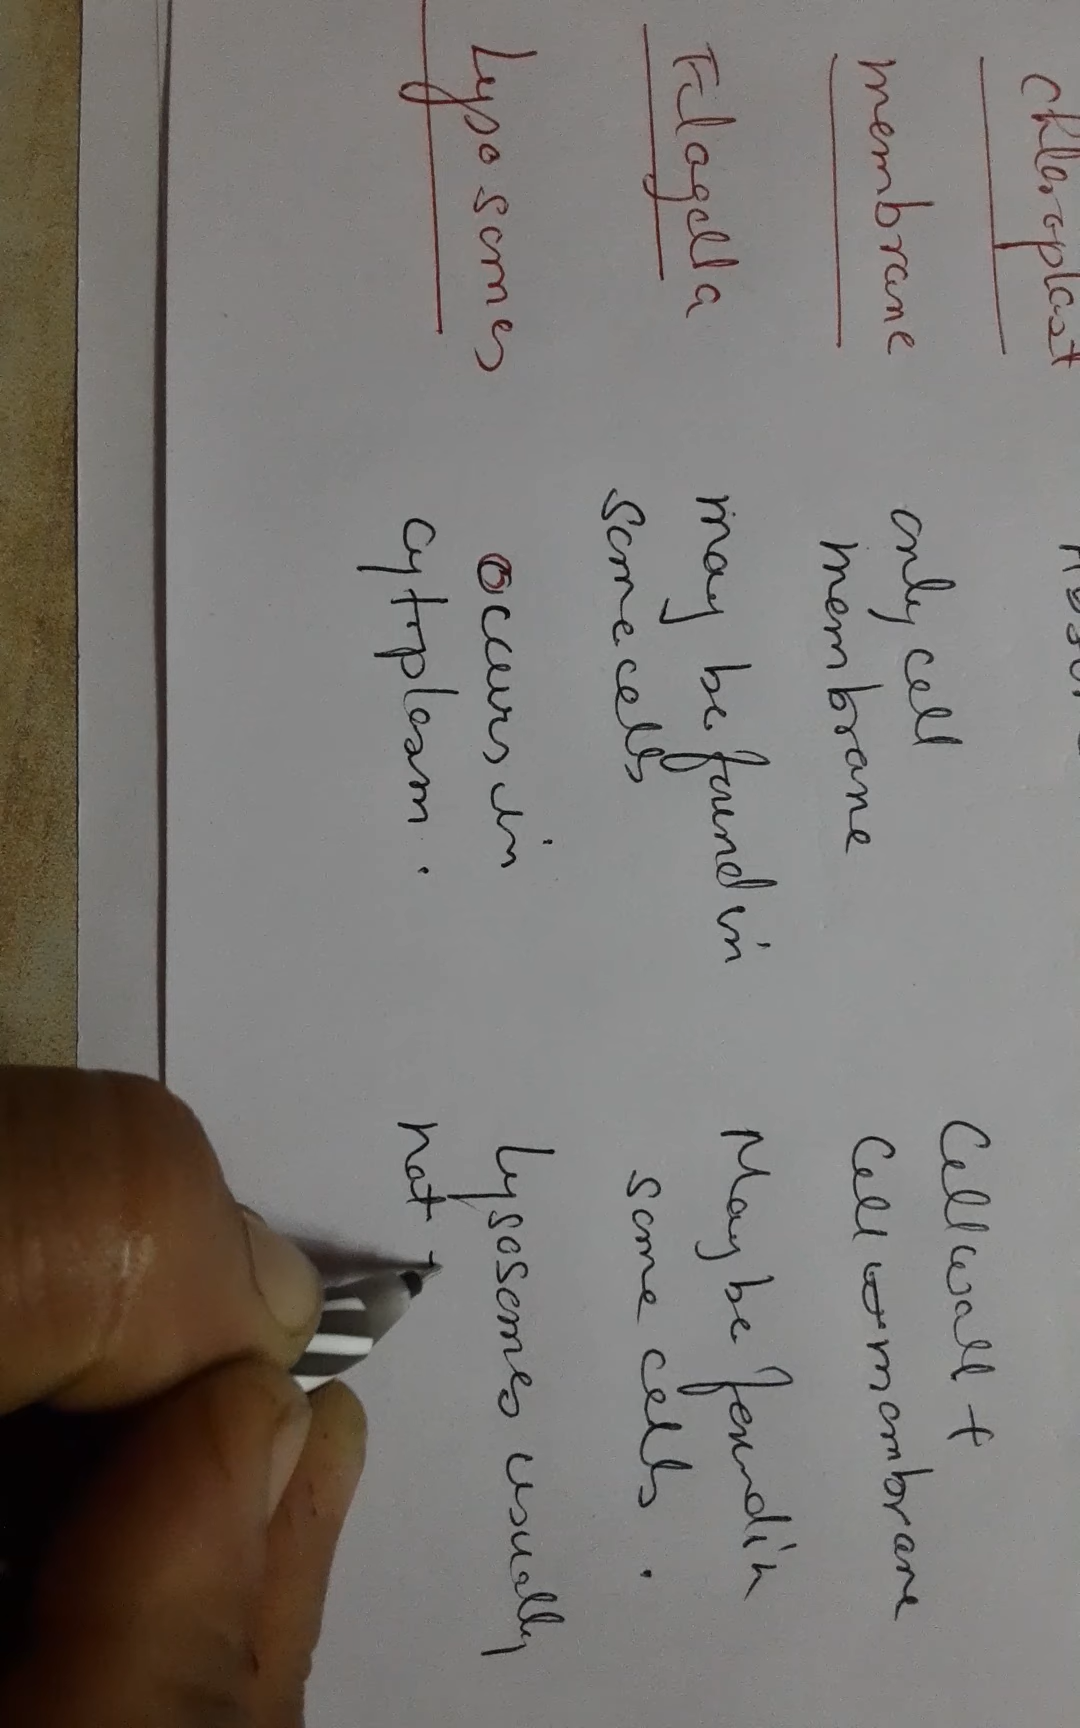 Chloroplast
membrane only cell Cell wall +
membrane Cell membrane
Flagella may be found in May be found in
some cells some cells.
Lysosomes occurs in Lysosomes usually
cytoplasm. not